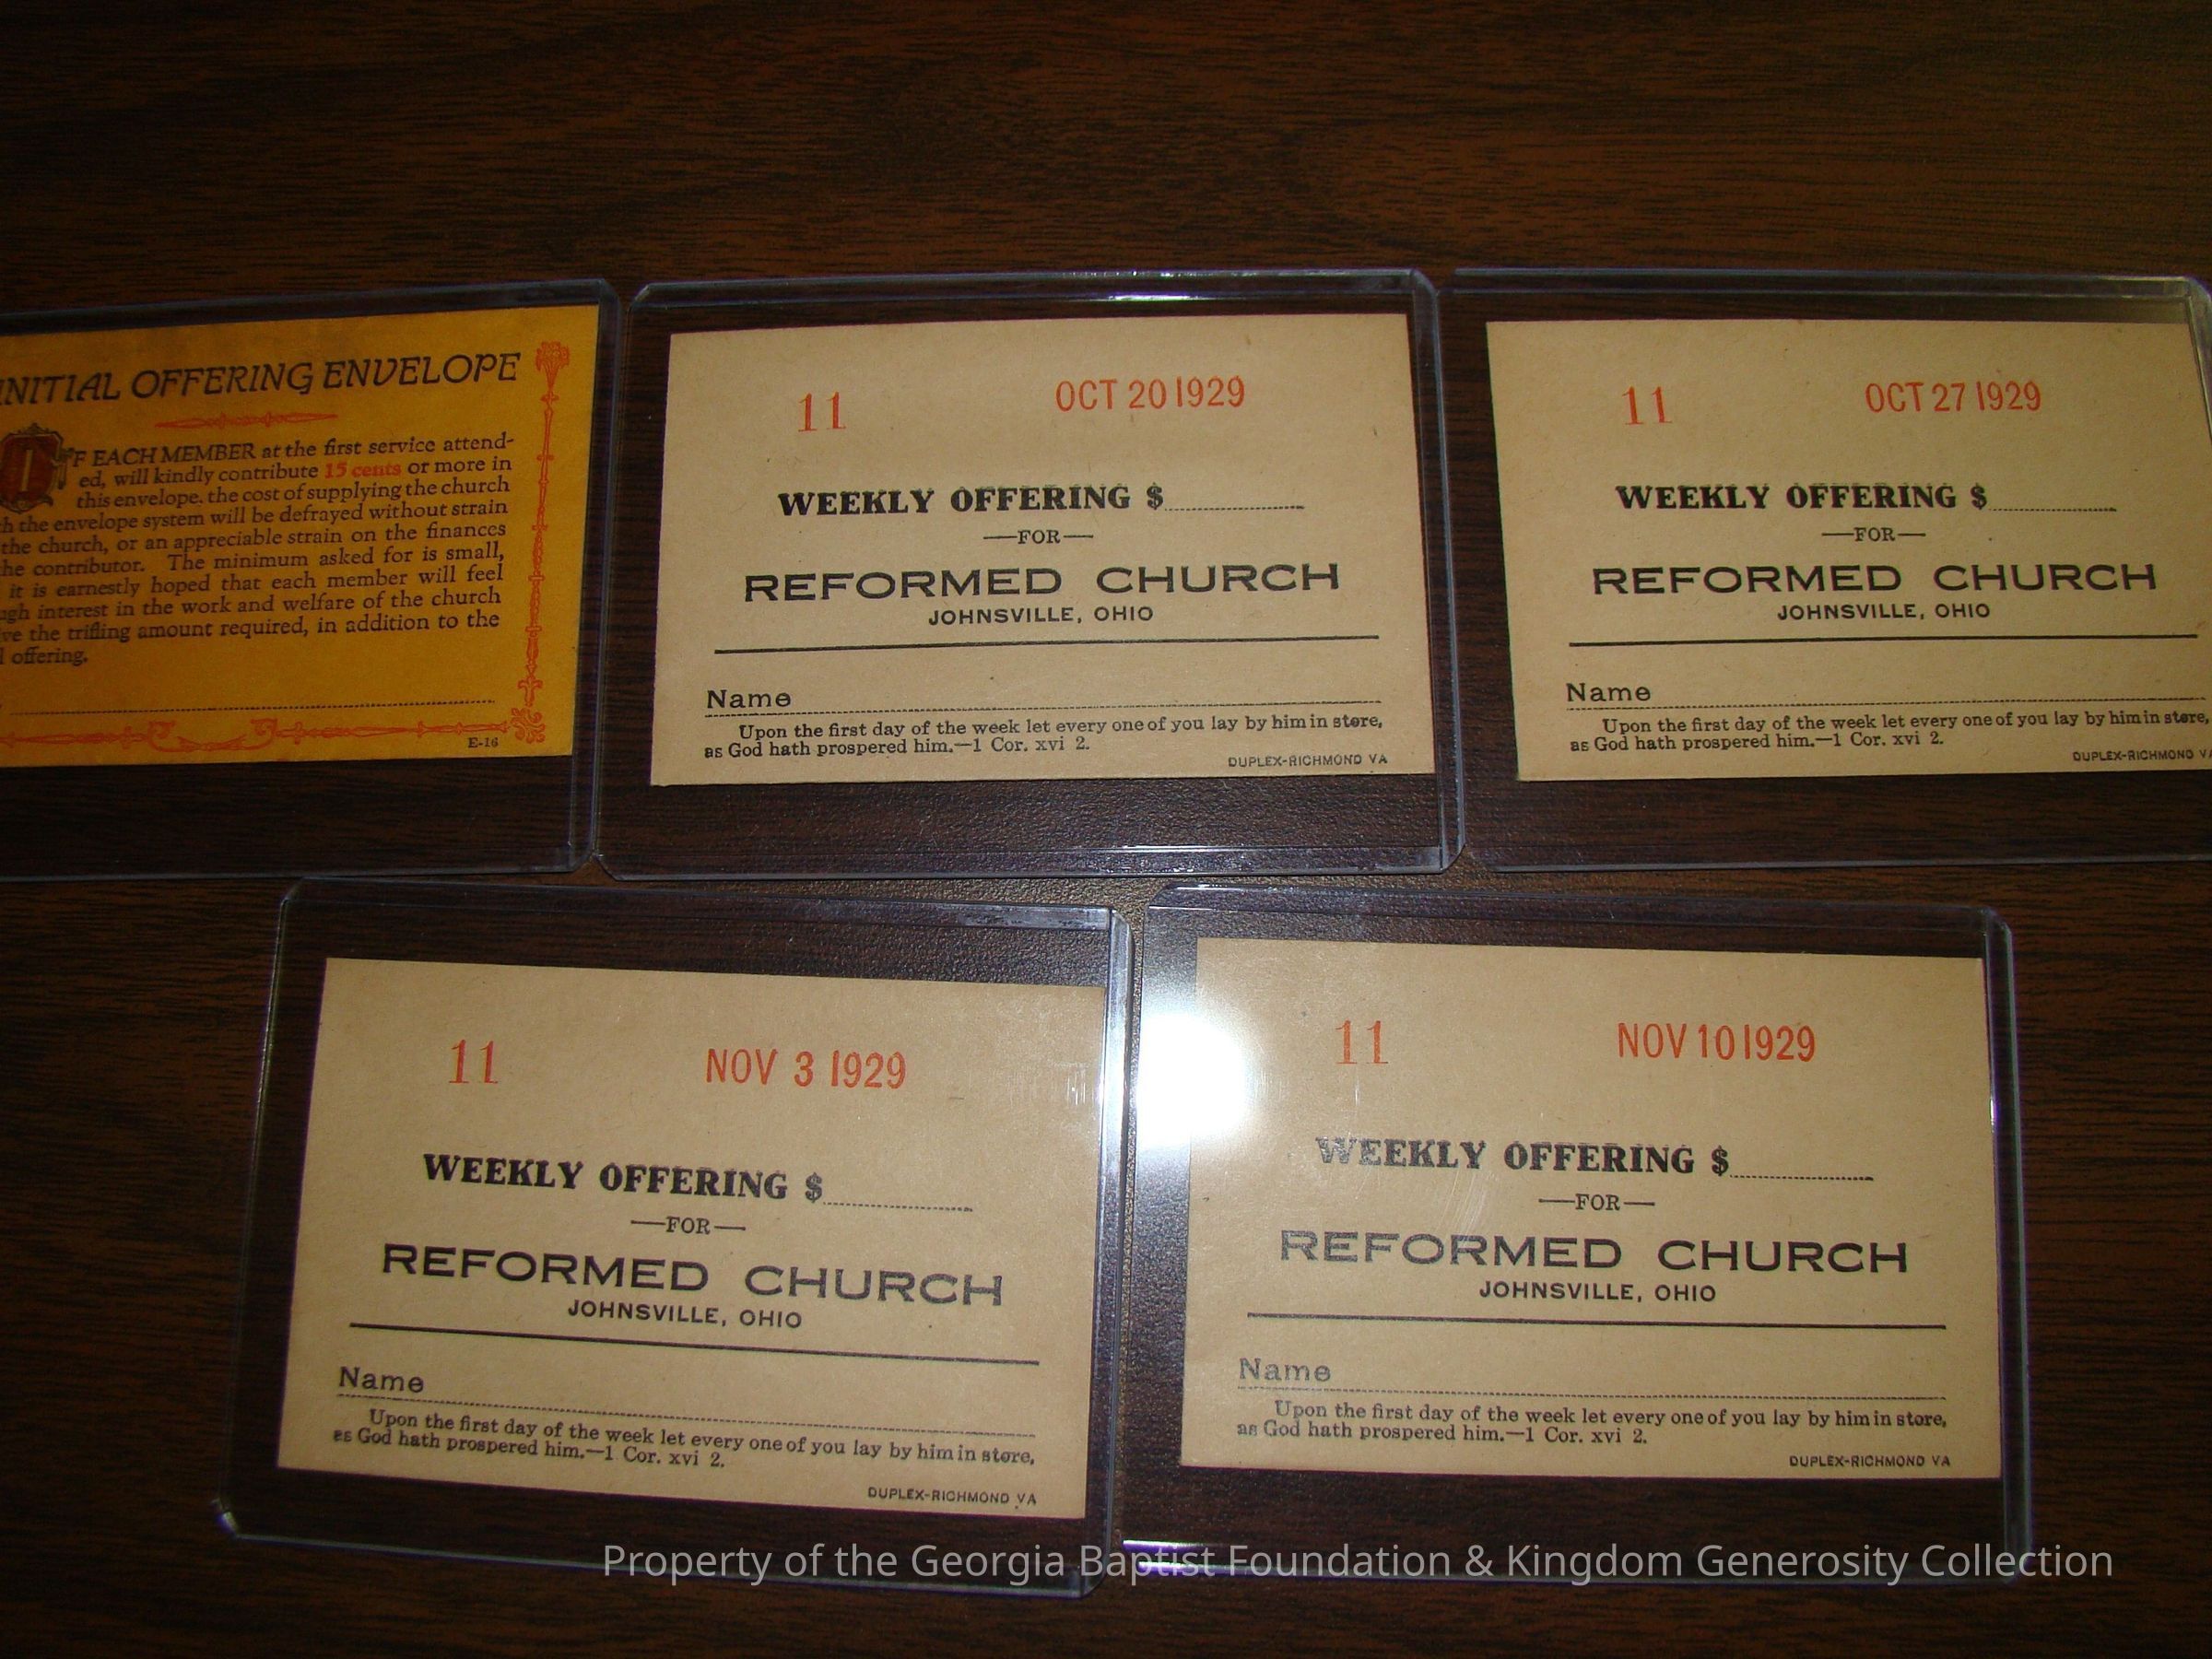 INITIAL OFFERING ENVELOPE
IF EACH MEMBER at the first service attend-
ed, will kindly contribute 15 cents or more in
this envelope, the cost of supplying the church
the envelope system will be defrayed without strain
the church, or an appreciable strain on the finances
the contributor. The minimum asked for is small,
it is earnestly hoped that each member will feel
interest in the work and welfare of the church
the trifling amount required, in addition to the
offering.
E-16
11 OCT 20 1929
WEEKLY OFFERING $
—FOR—
REFORMED CHURCH
JOHNSVILLE, OHIO
Name
Upon the first day of the week let every one of you lay by him in store,
as God hath prospered him.—1 Cor. xvi 2.
DUPLEX-RICHMOND VA
11 OCT 27 1929
WEEKLY OFFERING $
—FOR—
REFORMED CHURCH
JOHNSVILLE, OHIO
Name
Upon the first day of the week let every one of you lay by him in store,
as God hath prospered him.—1 Cor. xvi 2.
DUPLEX-RICHMOND VA
11 NOV 3 1929
WEEKLY OFFERING $
—FOR—
REFORMED CHURCH
JOHNSVILLE, OHIO
Name
Upon the first day of the week let every one of you lay by him in store,
as God hath prospered him.—1 Cor. xvi 2.
DUPLEX-RICHMOND VA
11 NOV 10 1929
WEEKLY OFFERING $
—FOR—
REFORMED CHURCH
JOHNSVILLE, OHIO
Name
Upon the first day of the week let every one of you lay by him in store,
as God hath prospered him.—1 Cor. xvi 2.
DUPLEX-RICHMOND VA
Property of the Georgia Baptist Foundation & Kingdom Generosity Collection